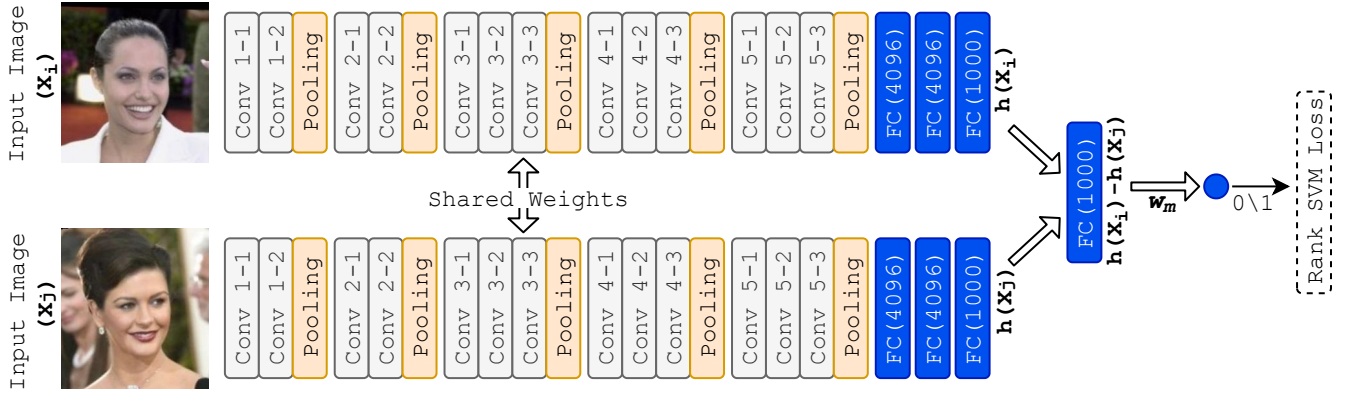 Input Image
(X_i)
Conv 1-1
Conv 1-2
Pooling
Conv 2-1
Conv 2-2
Pooling
Conv 3-1
Conv 3-2
Conv 3-3
Pooling
Conv 4-1
Conv 4-2
Conv 4-3
Pooling
Conv 5-1
Conv 5-2
Conv 5-3
Pooling
FC(4096)
FC(4096)
FC(1000)
h(X_i)
Shared Weights
Input Image
(Xj)
Conv 1-1
Conv 1-2
Pooling
Conv 2-1
Conv 2-2
Pooling
Conv 3-1
Conv 3-2
Conv 3-3
Pooling
Conv 4-1
Conv 4-2
Conv 4-3
Pooling
Conv 5-1
Conv 5-2
Conv 5-3
Pooling
FC(4096)
FC(4096)
FC(1000)
h(Xj)
FC(1000)
h(X_i)-h(Xj)
w_m
0\1
Rank SVM Loss